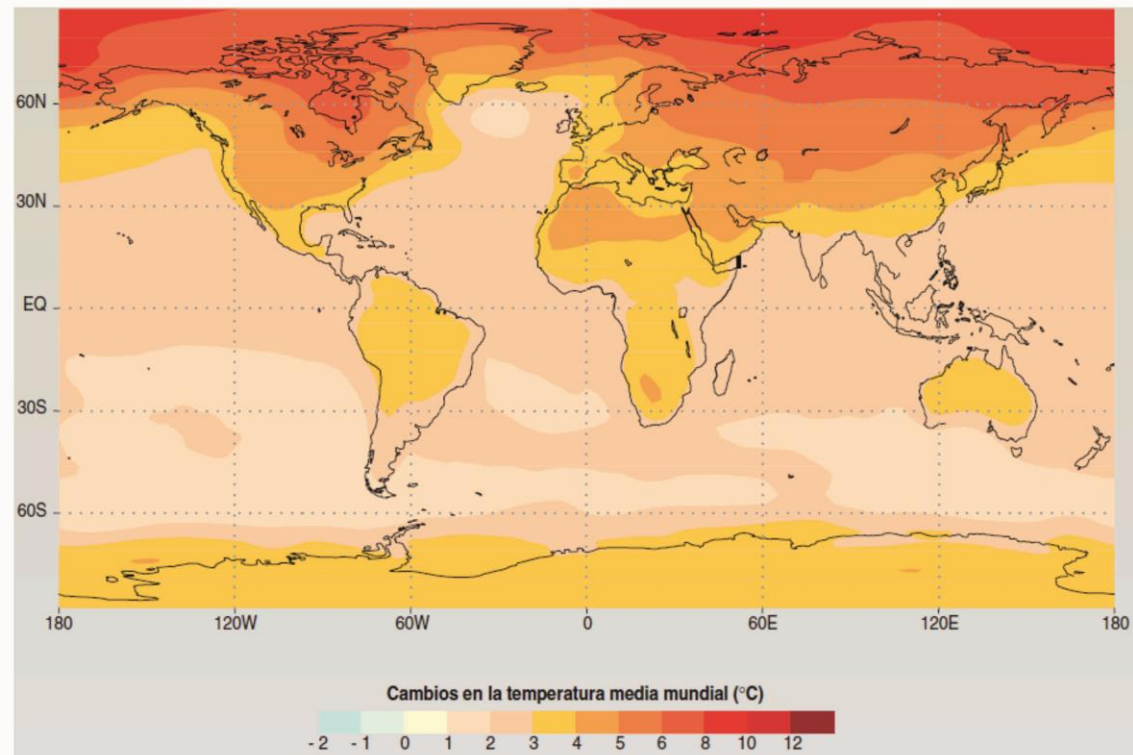 60N
30N
EQ
30S
60S
180 120W 60W 0 60E 120E 180
Cambios en la temperatura media mundial (°C)
- 2 - 1 0 1 2 3 4 5 6 8 10 12